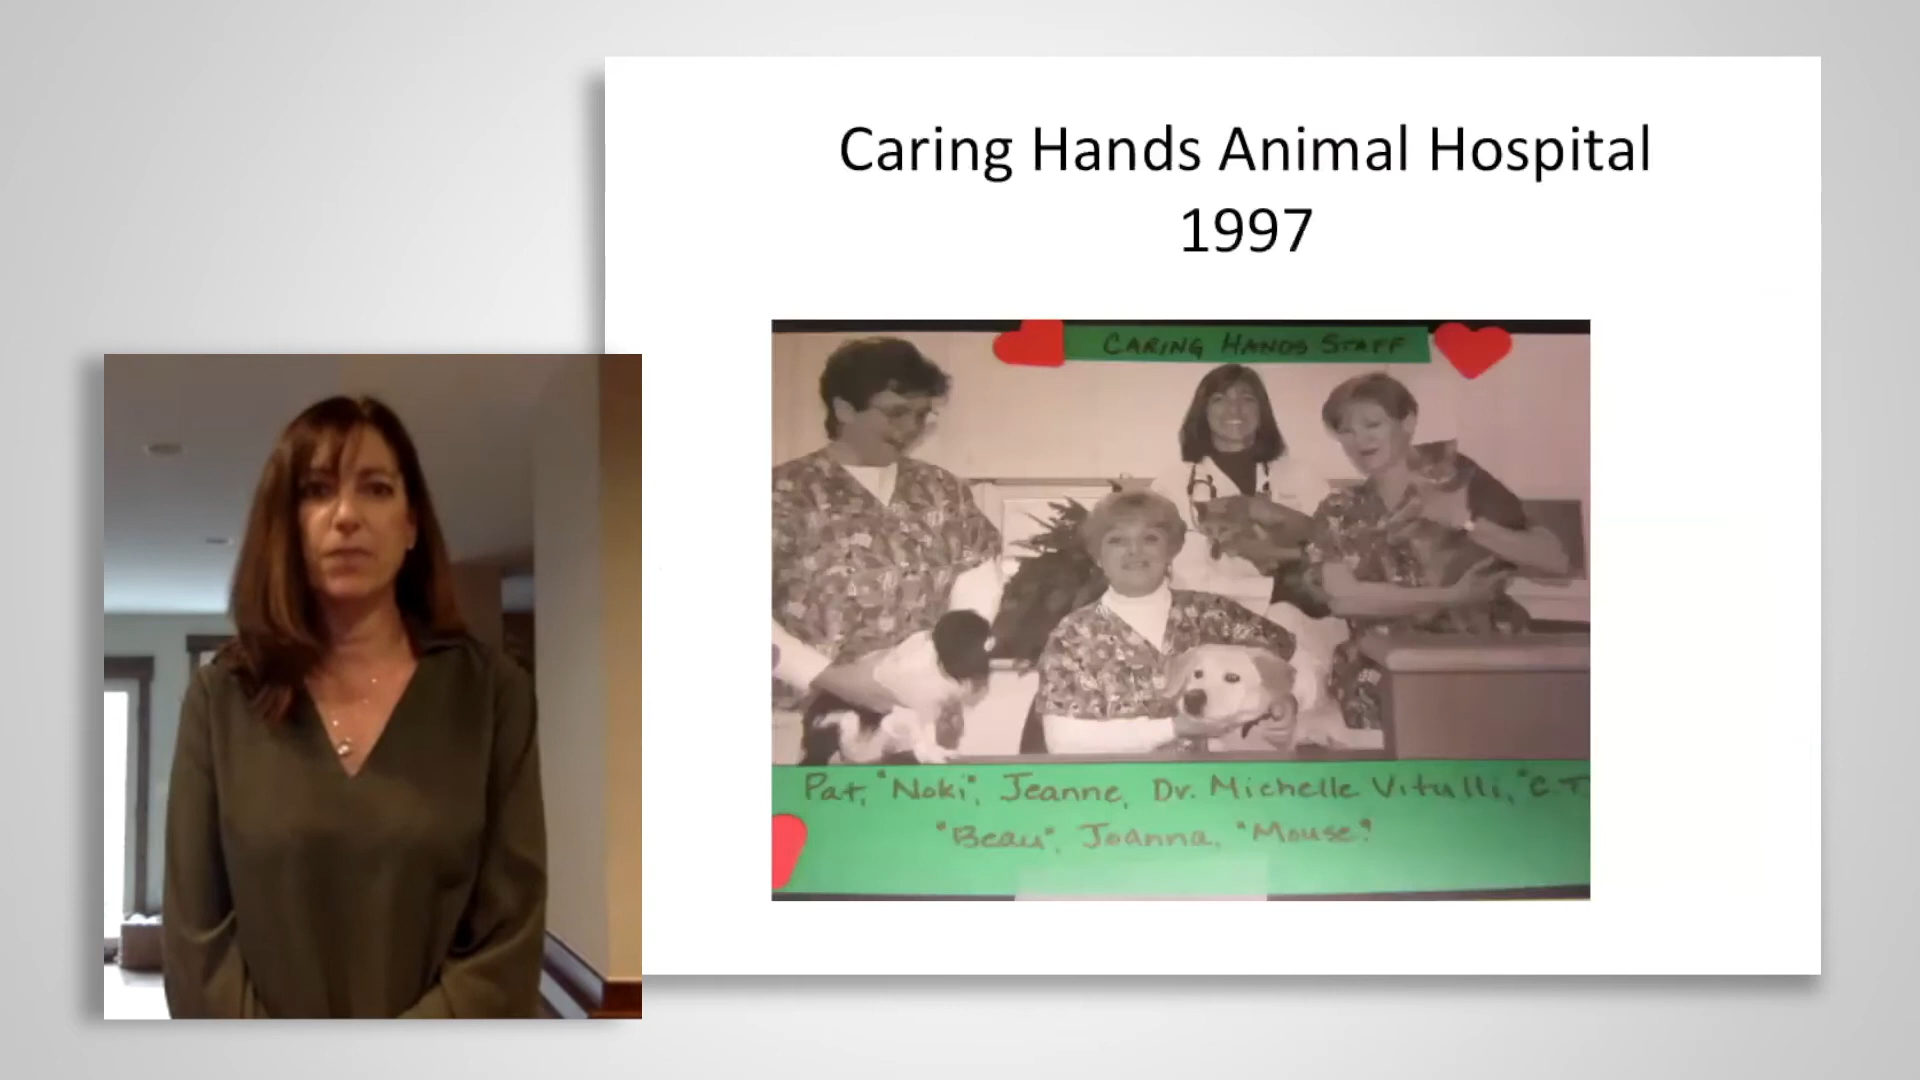 Caring Hands Animal Hospital
1997
CARING HANDS STAFF
Pat, "Noki", Jeanne, Dr. Michelle Vitulli, "C.T
"Beau", Joanna, "Mouse"